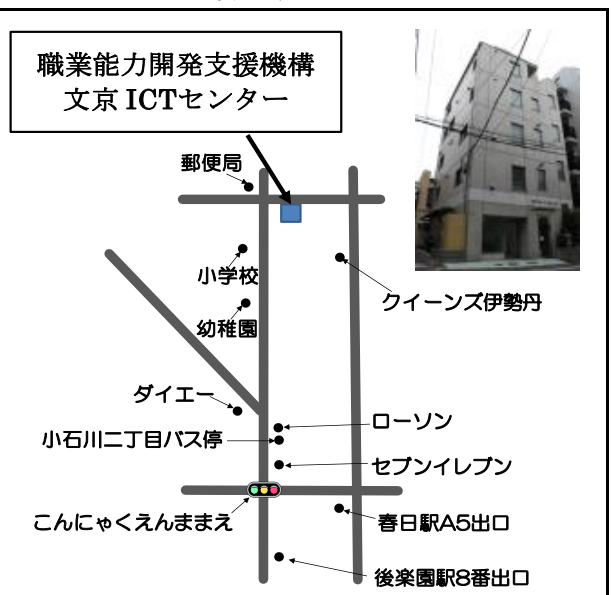 職業能力開発支援機構
文京 ICTセンター
郵便局
小学校
クイーンズ伊勢丹
幼稚園
ダイエー
ローソン
小石川二丁目バス停
セブンイレブン
こんにゃくえんままえ
春日駅A5出口
後楽園駅8番出口